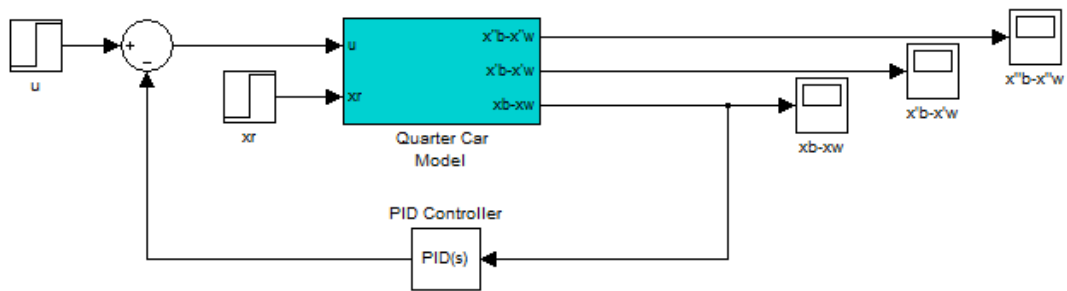 x"b-x"w
+
u
x"b-x"w
−
x'b-x'w
u
xr
xb-xw
x'b-x'w
xr
Quarter Car
Model
xb-xw
PID Controller
PID(s)